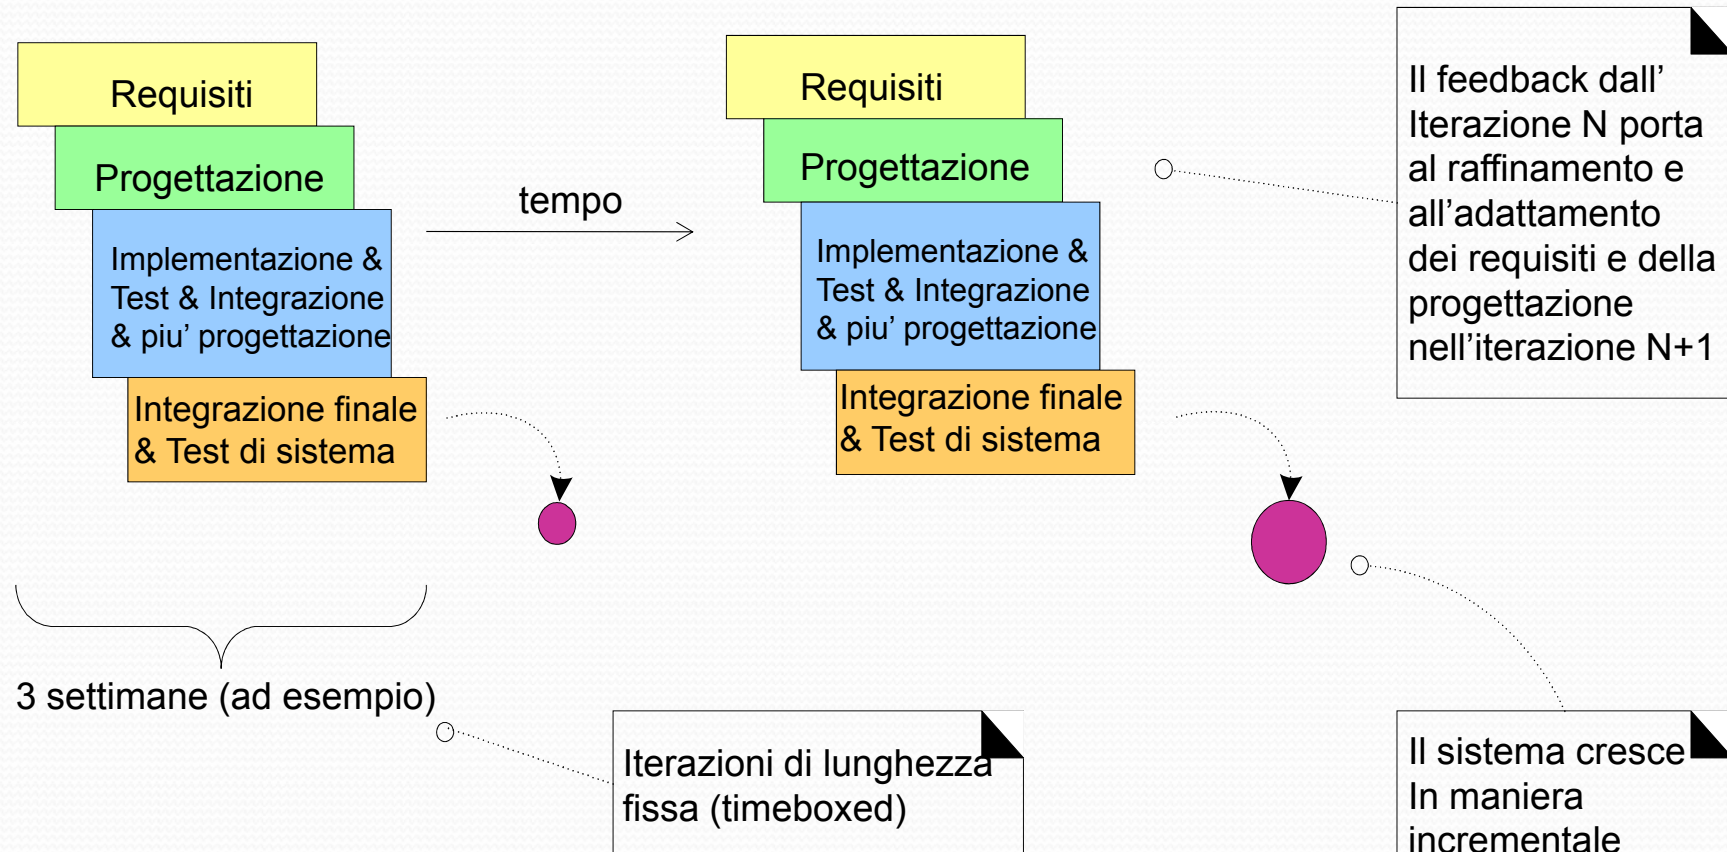 Requisiti
Progettazione
Implementazione &
Test & Integrazione
& piu’ progettazione
Integrazione finale
& Test di sistema
tempo
Requisiti
Progettazione
Implementazione &
Test & Integrazione
& piu’ progettazione
Integrazione finale
& Test di sistema
Il feedback dall’
Iterazione N porta
al raffinamento e
all’adattamento
dei requisiti e della
progettazione
nell’iterazione N+1
3 settimane (ad esempio)
Iterazioni di lunghezza
fissa (timeboxed)
Il sistema cresce
In maniera
incrementale